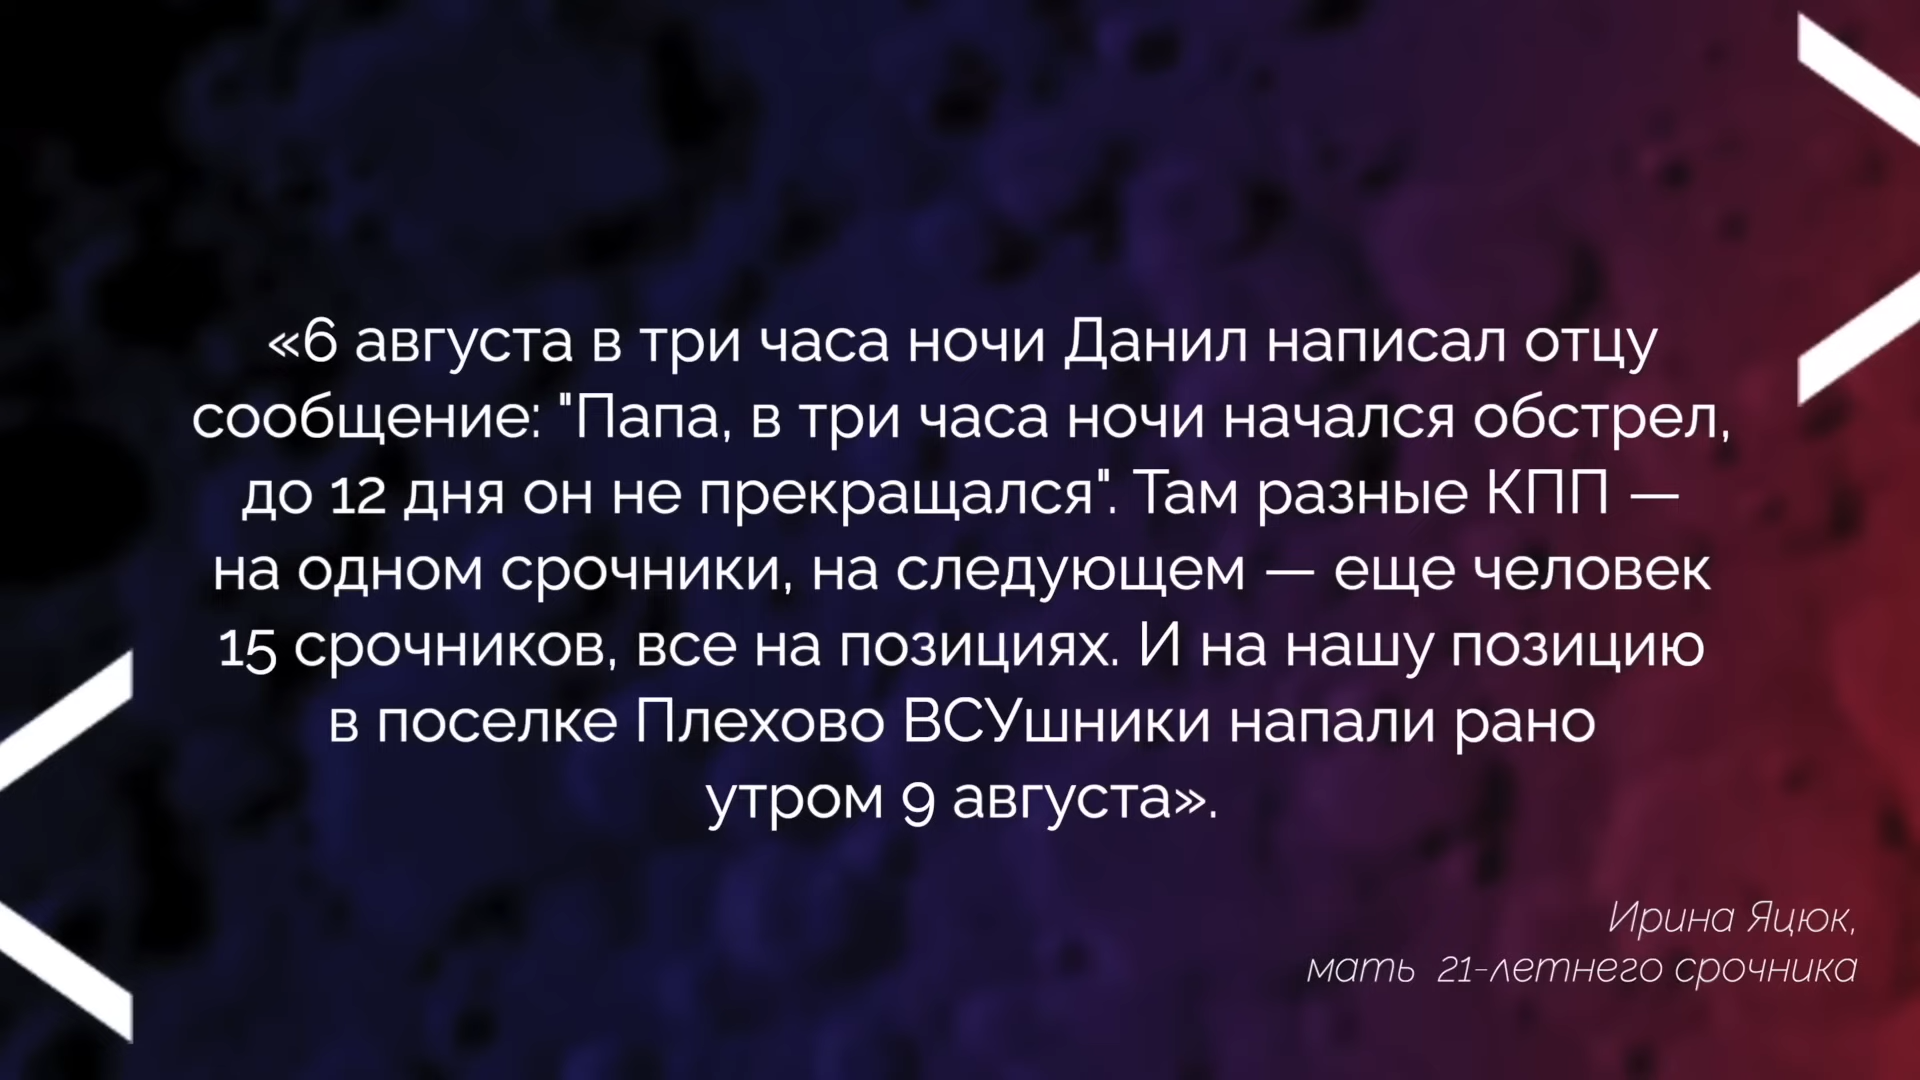 «6 августа в три часа ночи Данил написал отцу
сообщение: "Папа, в три часа ночи начался обстрел,
до 12 дня он не прекращался". Там разные КПП —
на одном срочники, на следующем — еще человек
15 срочников, все на позициях. И на нашу позицию
в поселке Плехово ВСУшники напали рано
утром 9 августа».
Ирина Яцюк,
мать 21-летнего срочника